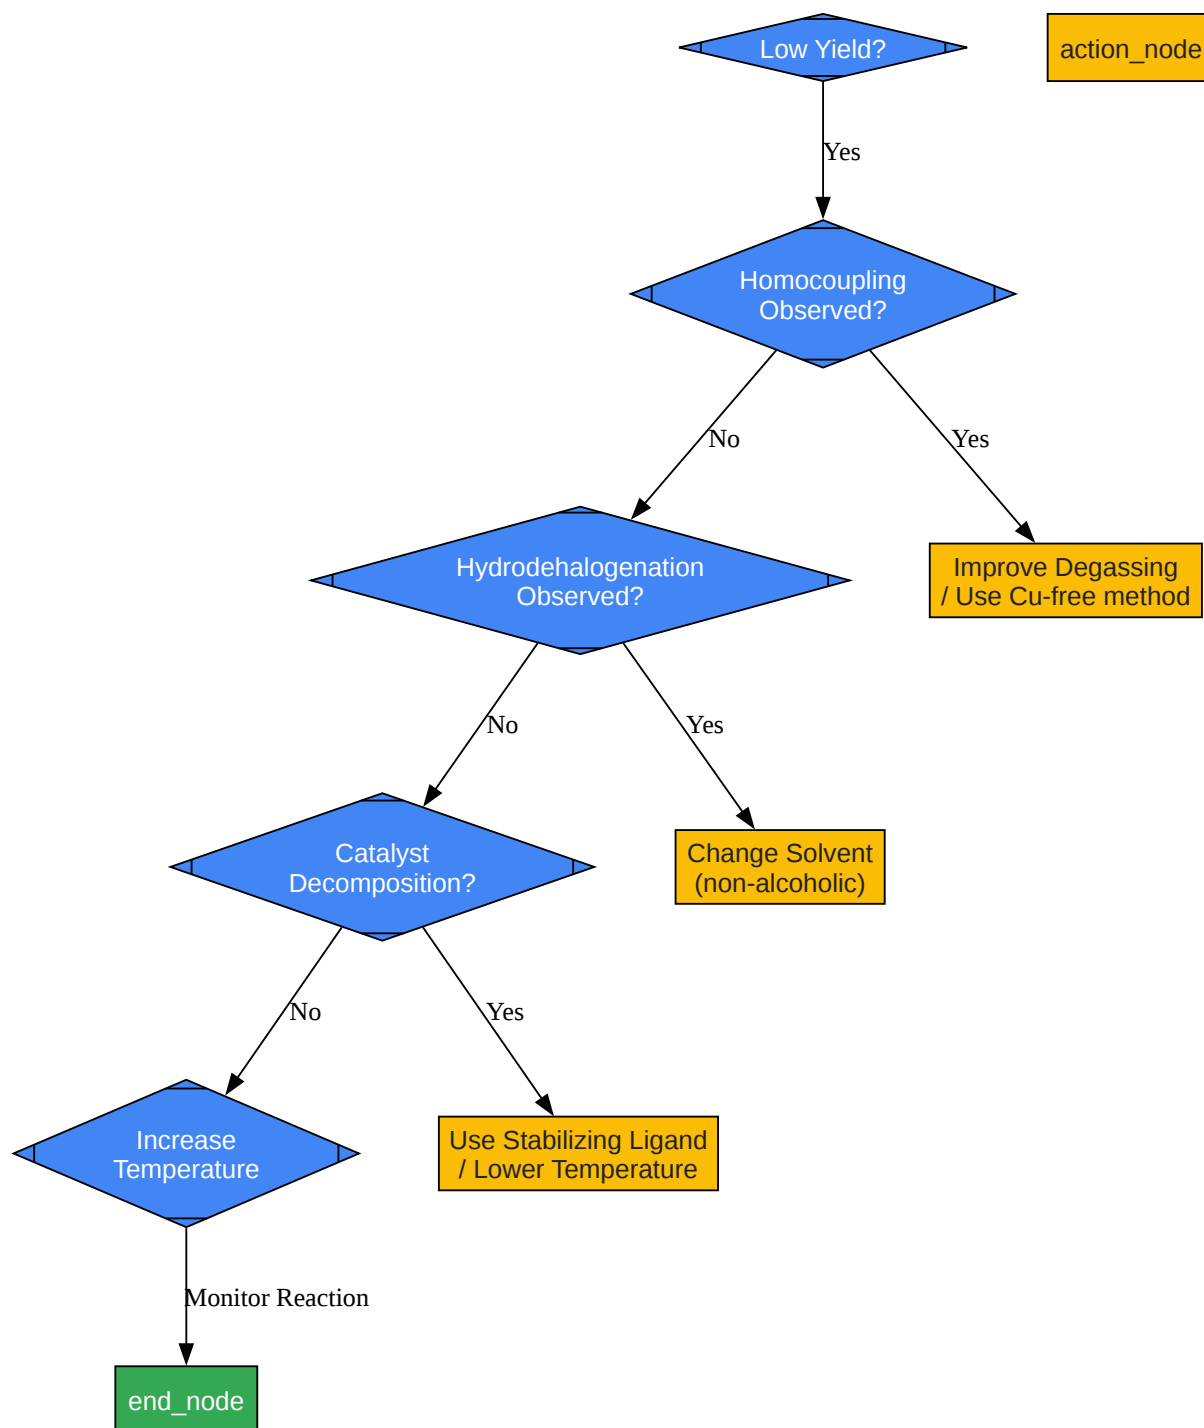 Low Yield?
action_node
Yes
Homocoupling
Observed?
No
Yes
Hydrodehalogenation
Observed?
Improve Degassing
/ Use Cu-free method
No
Yes
Catalyst
Decomposition?
Change Solvent
(non-alcoholic)
No
Yes
Increase
Temperature
Use Stabilizing Ligand
/ Lower Temperature
Monitor Reaction
end_node